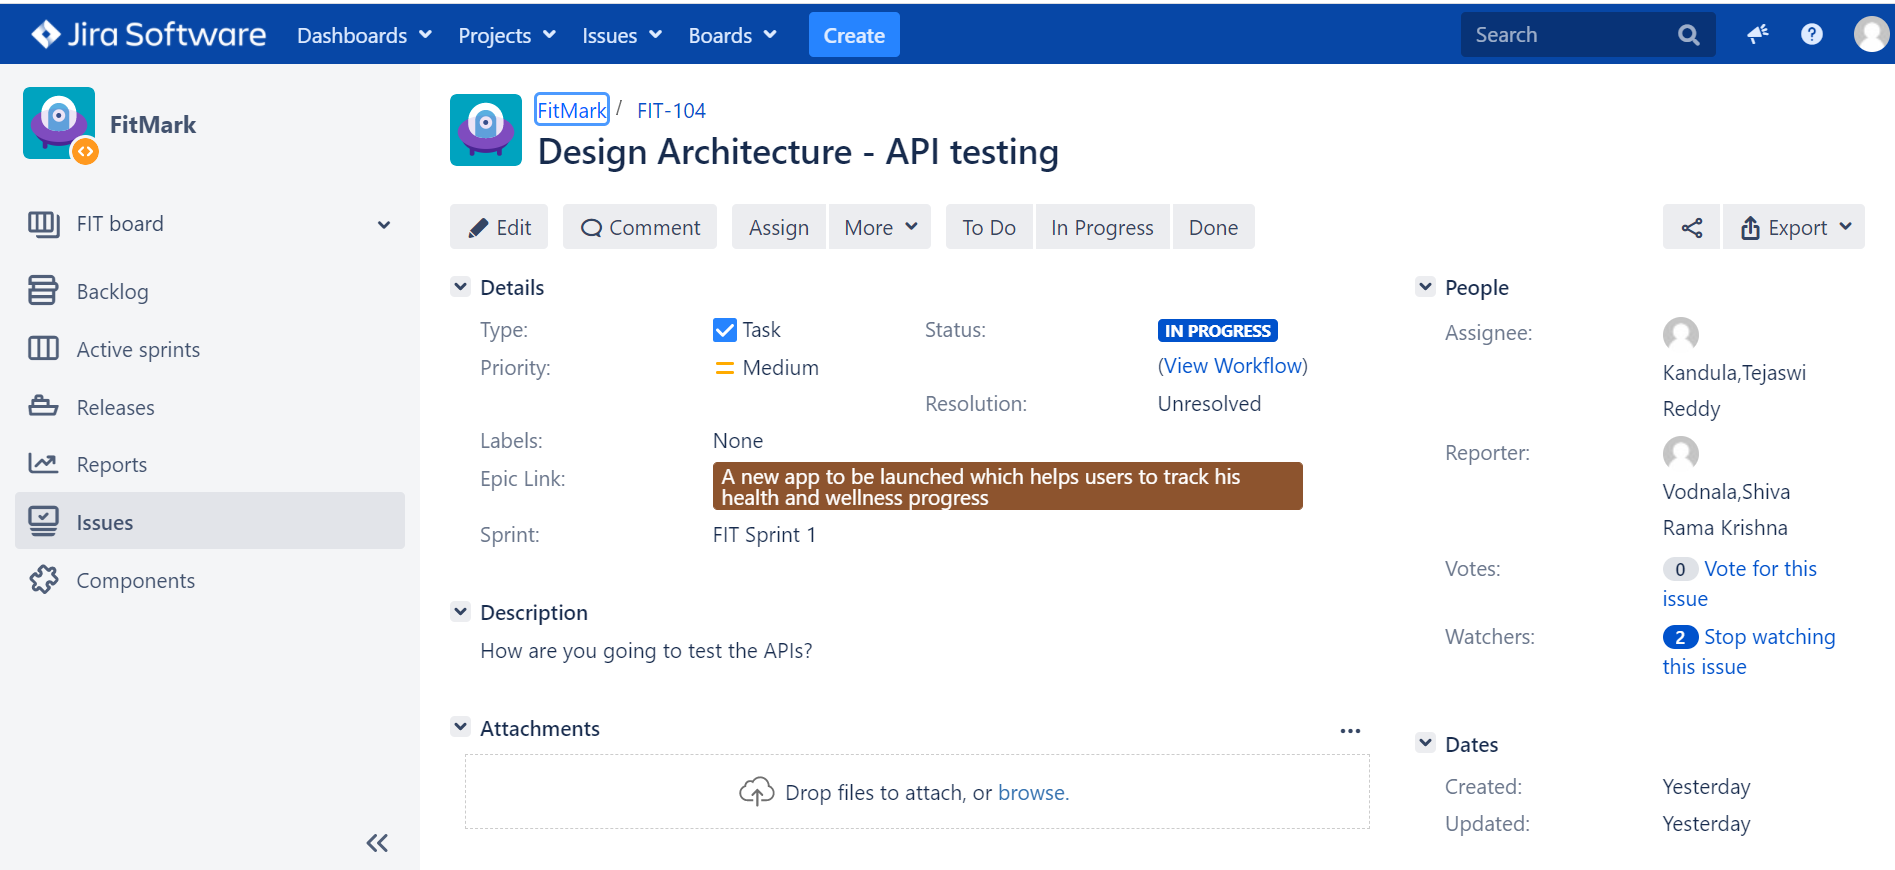 Jira Software Dashboards Projects Issues Boards Create Search
FitMark
FIT board
Backlog
Active sprints
Releases
Reports
Issues
Components
FitMark / FIT-104
Design Architecture - API testing
Edit Comment Assign More To Do In Progress Done Export
Details
Type: Task Status: IN PROGRESS
Priority: Medium (View Workflow)
Resolution: Unresolved
Labels: None
Epic Link: A new app to be launched which helps users to track his
health and wellness progress
Sprint: FIT Sprint 1
Description
How are you going to test the APIs?
Attachments
Drop files to attach, or browse.
People
Assignee:
Kandula,Tejaswi
Reddy
Reporter:
Vodnala,Shiva
Rama Krishna
Votes: 0 Vote for this
issue
Watchers: 2 Stop watching
this issue
Dates
Created: Yesterday
Updated: Yesterday